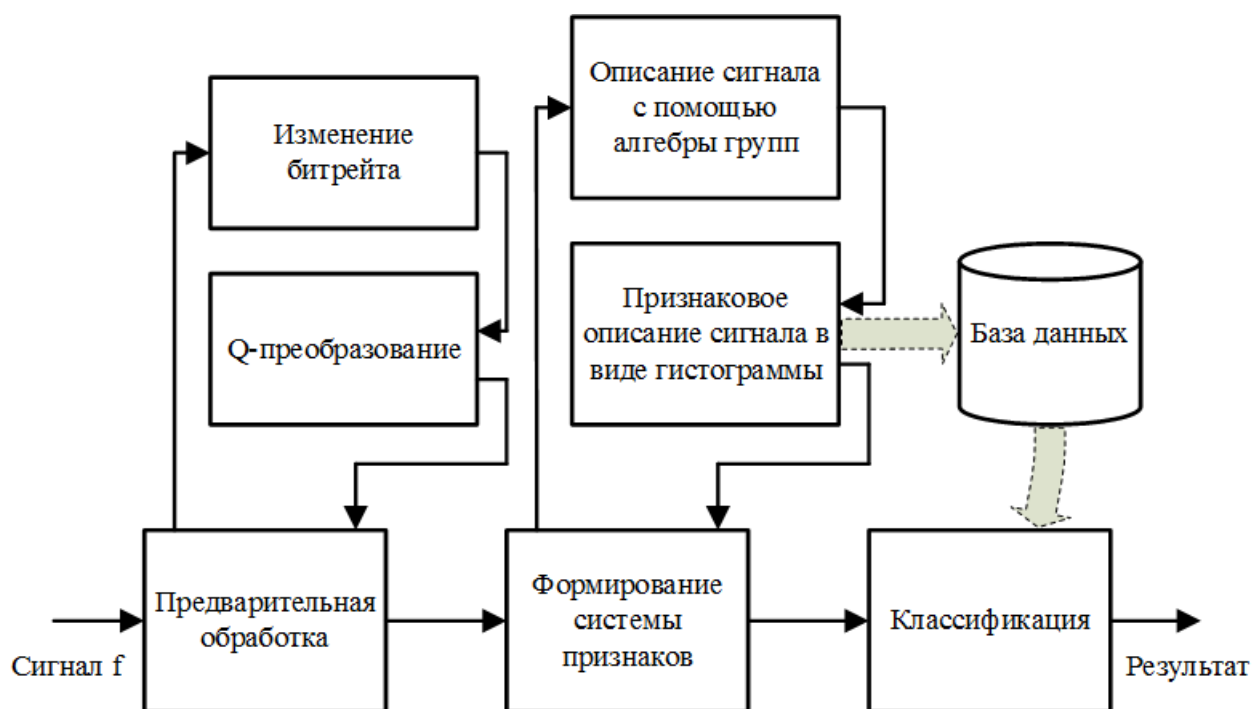 Изменение
битрейта
Q-преобразование
Описание сигнала
с помощью
алгебры групп
Признаковое
описание сигнала в
виде гистограммы
База данных
Сигнал f
Предварительная
обработка
Формирование
системы
признаков
Классификация
Результат